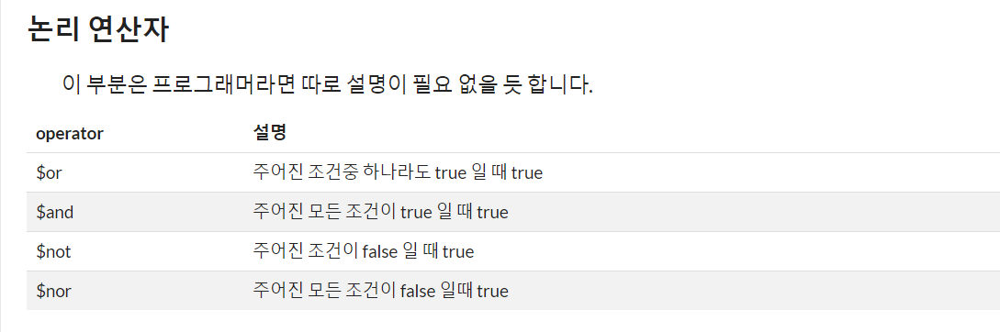 논리 연산자
이 부분은 프로그래머라면 따로 설명이 필요 없을 듯 합니다.
operator 설명
$or 주어진 조건중 하나라도 true 일 때 true
$and 주어진 모든 조건이 true 일 때 true
$not 주어진 조건이 false 일 때 true
$nor 주어진 모든 조건이 false 일때 true